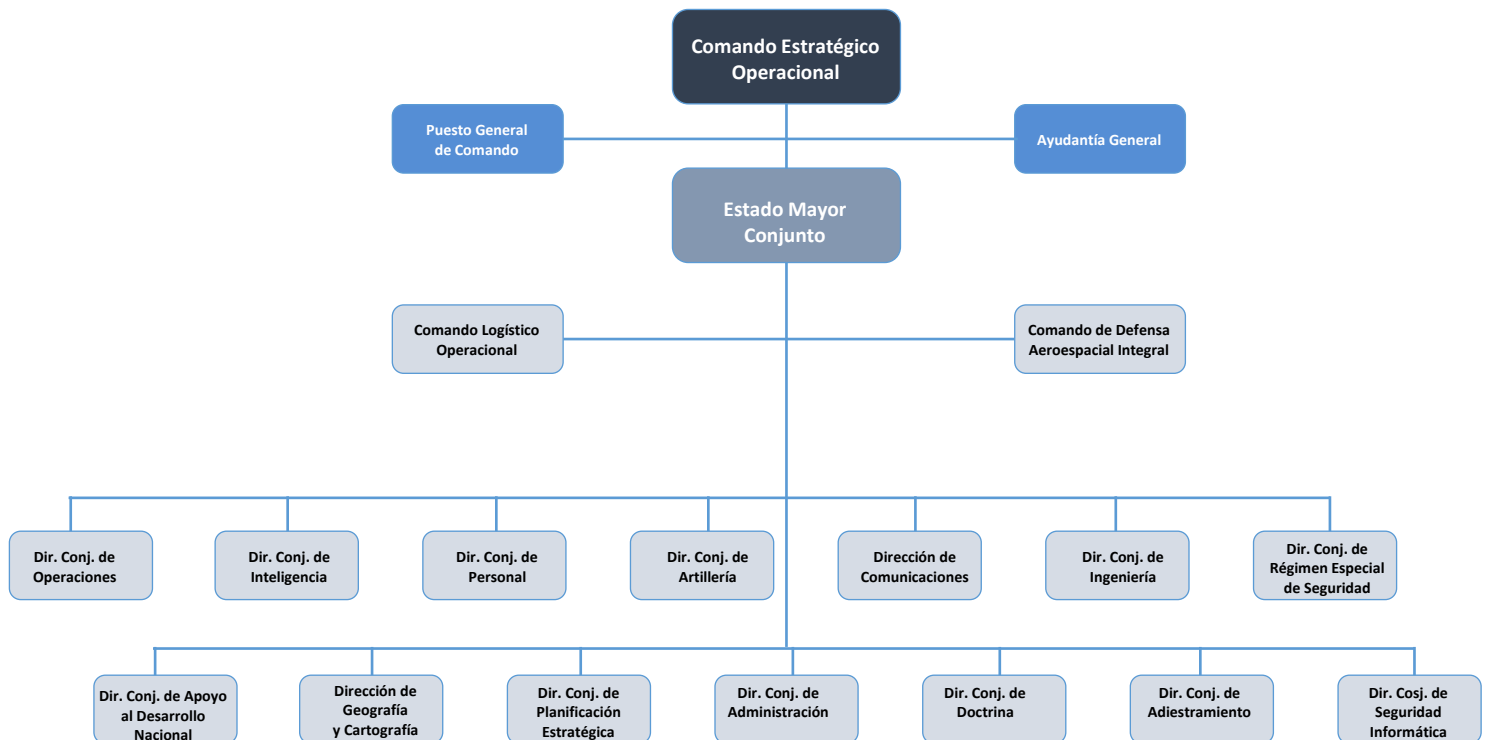 Comando Estratégico
Operacional
Puesto General
de Comando
Ayudantía General
Estado Mayor
Conjunto
Comando Logístico
Operacional
Comando de Defensa
Aeroespacial Integral
Dir. Conj. de
Operaciones
Dir. Conj. de
Inteligencia
Dir. Conj. de
Personal
Dir. Conj. de
Artillería
Dirección de
Comunicaciones
Dir. Conj. de
Ingeniería
Dir. Conj. de
Régimen Especial
de Seguridad
Dir. Conj. de Apoyo
al Desarrollo
Nacional
Dirección de
Geografía
y Cartografía
Dir. Conj. de
Planificación
Estratégica
Dir. Conj. de
Administración
Dir. Conj. de
Doctrina
Dir. Conj. de
Adiestramiento
Dir. Cosj. de
Seguridad
Informática